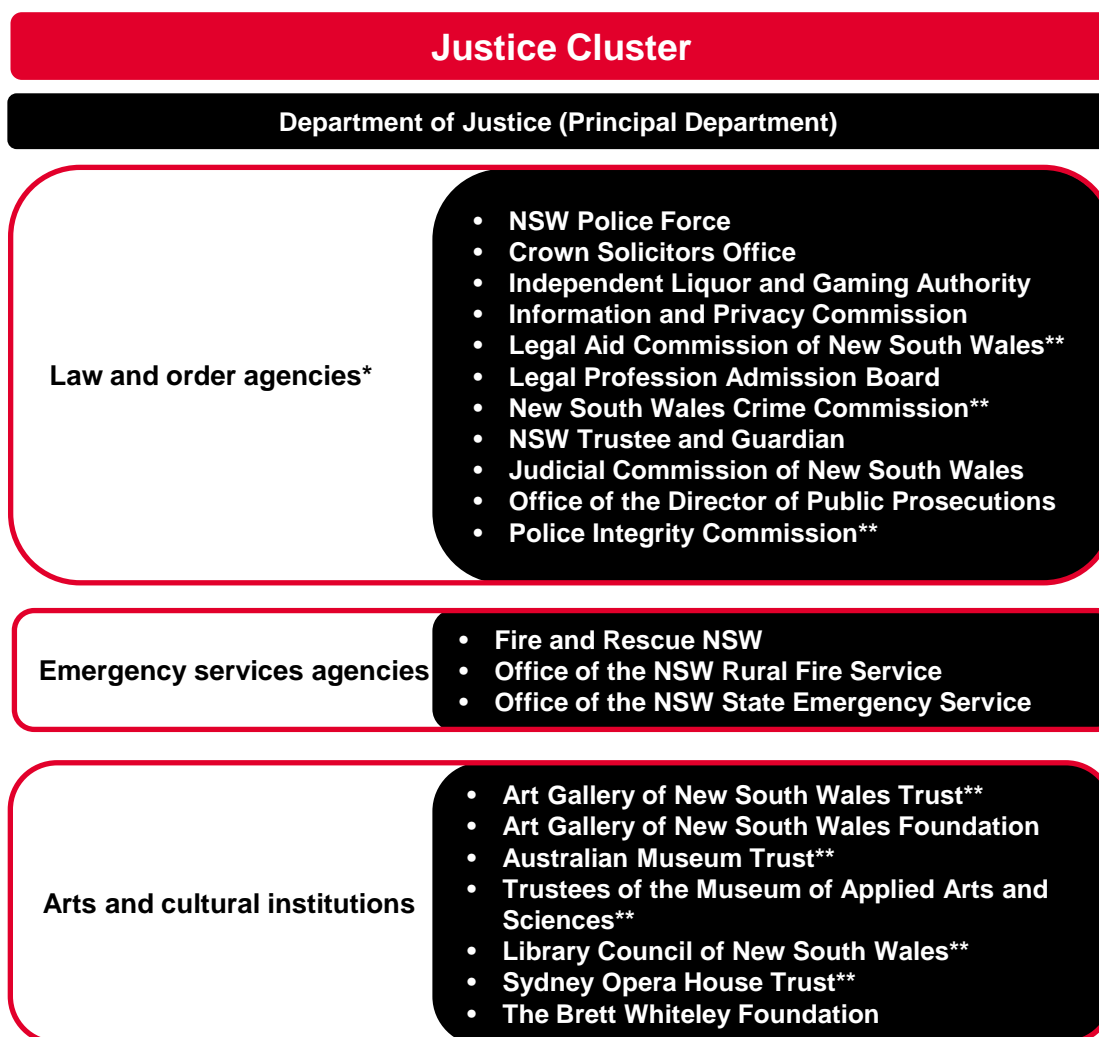 Justice Cluster
Department of Justice (Principal Department)
Law and order agencies*
• NSW Police Force
• Crown Solicitors Office
• Independent Liquor and Gaming Authority
• Information and Privacy Commission
• Legal Aid Commission of New South Wales**
• Legal Profession Admission Board
• New South Wales Crime Commission**
• NSW Trustee and Guardian
• Judicial Commission of New South Wales
• Office of the Director of Public Prosecutions
• Police Integrity Commission**
Emergency services agencies
• Fire and Rescue NSW
• Office of the NSW Rural Fire Service
• Office of the NSW State Emergency Service
Arts and cultural institutions
• Art Gallery of New South Wales Trust**
• Art Gallery of New South Wales Foundation
• Australian Museum Trust**
• Trustees of the Museum of Applied Arts and
Sciences**
• Library Council of New South Wales**
• Sydney Opera House Trust**
• The Brett Whiteley Foundation